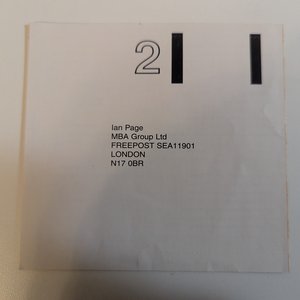 2
Ian Page
MBA Group Ltd
FREEPOST SEA11901
LONDON
N17 0BR